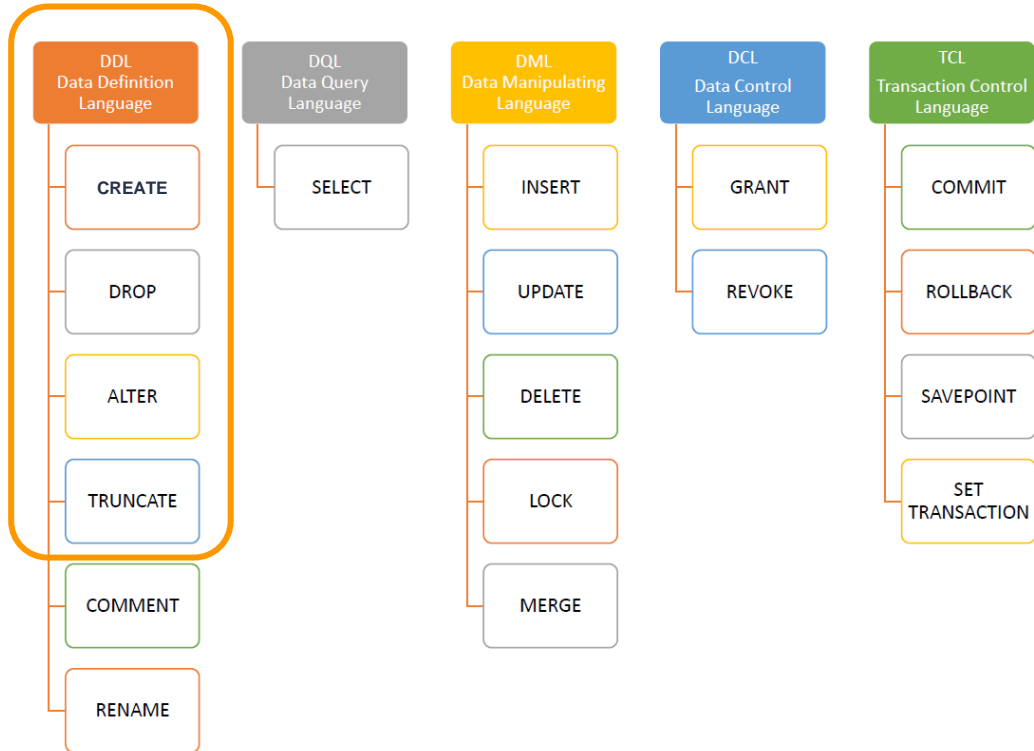 DDL
Data Definition
Language
CREATE
DROP
ALTER
TRUNCATE
COMMENT
RENAME
DQL
Data Query
Language
SELECT
DML
Data Manipulating
Language
INSERT
UPDATE
DELETE
LOCK
MERGE
DCL
Data Control
Language
GRANT
REVOKE
TCL
Transaction Control
Language
COMMIT
ROLLBACK
SAVEPOINT
SET
TRANSACTION